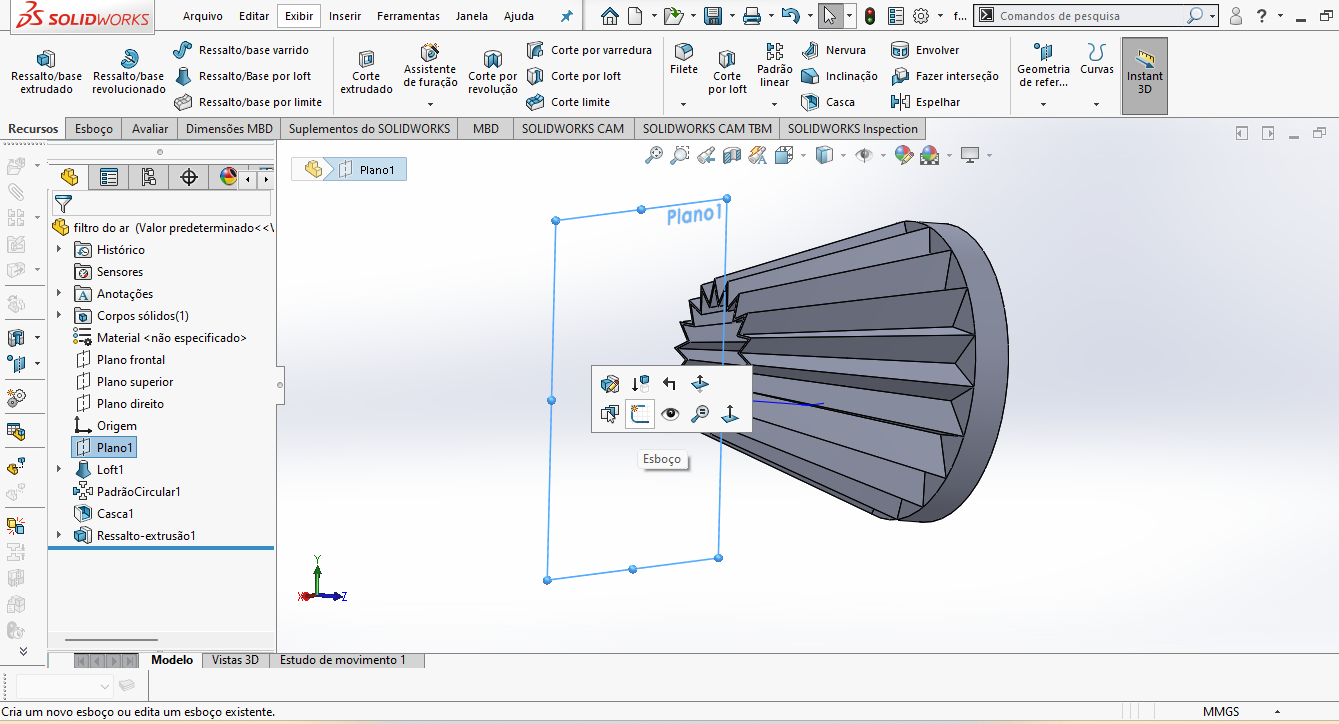 SOLIDWORKS
Arquivo Editar Exibir Inserir Ferramentas Janela Ajuda
f...
Comandos de pesquisa
?
Ressalto/base extrudado
Ressalto/base revolucionado
Ressalto/base varrido
Ressalto/Base por loft
Ressalto/base por limite
Corte extrudado
Assistente de furação
Corte por revolução
Corte por varredura
Corte por loft
Corte limite
Filete
Corte por loft
Padrão linear
Nervura
Inclinação
Casca
Envolver
Fazer interseção
Espelhar
Geometria de refer...
Curvas
Instant 3D
Recursos Esboço Avaliar Dimensões MBD Suplementos do SOLIDWORKS MBD SOLIDWORKS CAM SOLIDWORKS CAM TBM SOLIDWORKS Inspection
Plano1
Plano1
filtro do ar (Valor predeterminado<<V
Histórico
Sensores
Anotações
Corpos sólidos(1)
Material <não especificado>
Plano frontal
Plano superior
Plano direito
Origem
Plano1
Loft1
PadrãoCircular1
Casca1
Ressalto-extrusão1
Esboço
Y
X
Z
Modelo Vistas 3D Estudo de movimento 1
Cria um novo esboço ou edita um esboço existente.
MMGS